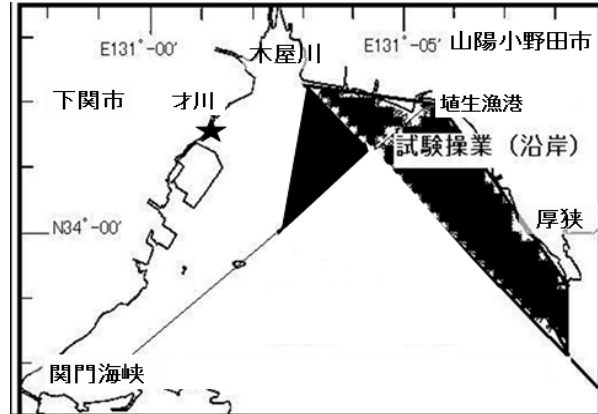 E131°-00'
木屋川
E131°-05'
山陽小野田市
下関市
才川
埴生漁港
試験操業（沿岸）
厚狭
N34°-00'
関門海峡